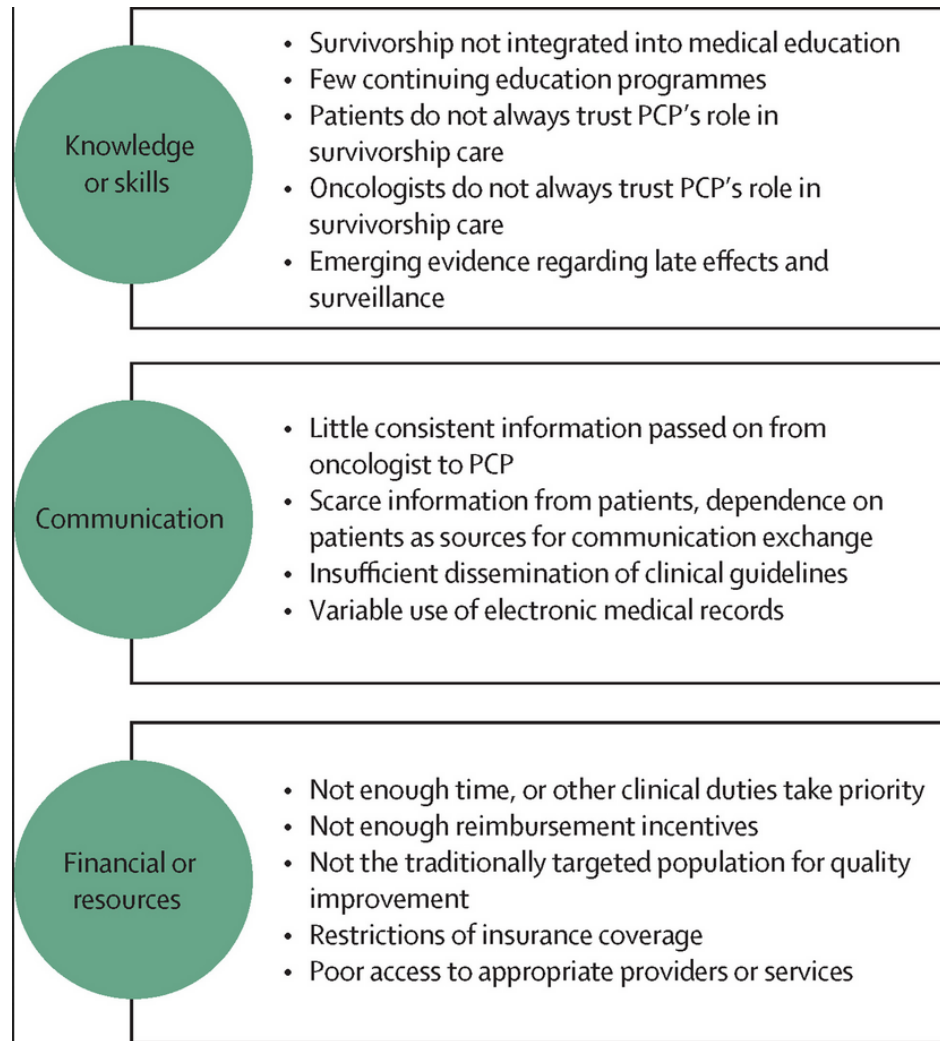 Knowledge
or skills
• Survivorship not integrated into medical education
• Few continuing education programmes
• Patients do not always trust PCP's role in
survivorship care
• Oncologists do not always trust PCP's role in
survivorship care
• Emerging evidence regarding late effects and
surveillance
Communication
• Little consistent information passed on from
oncologist to PCP
• Scarce information from patients, dependence on
patients as sources for communication exchange
• Insufficient dissemination of clinical guidelines
• Variable use of electronic medical records
Financial or
resources
• Not enough time, or other clinical duties take priority
• Not enough reimbursement incentives
• Not the traditionally targeted population for quality
improvement
• Restrictions of insurance coverage
• Poor access to appropriate providers or services